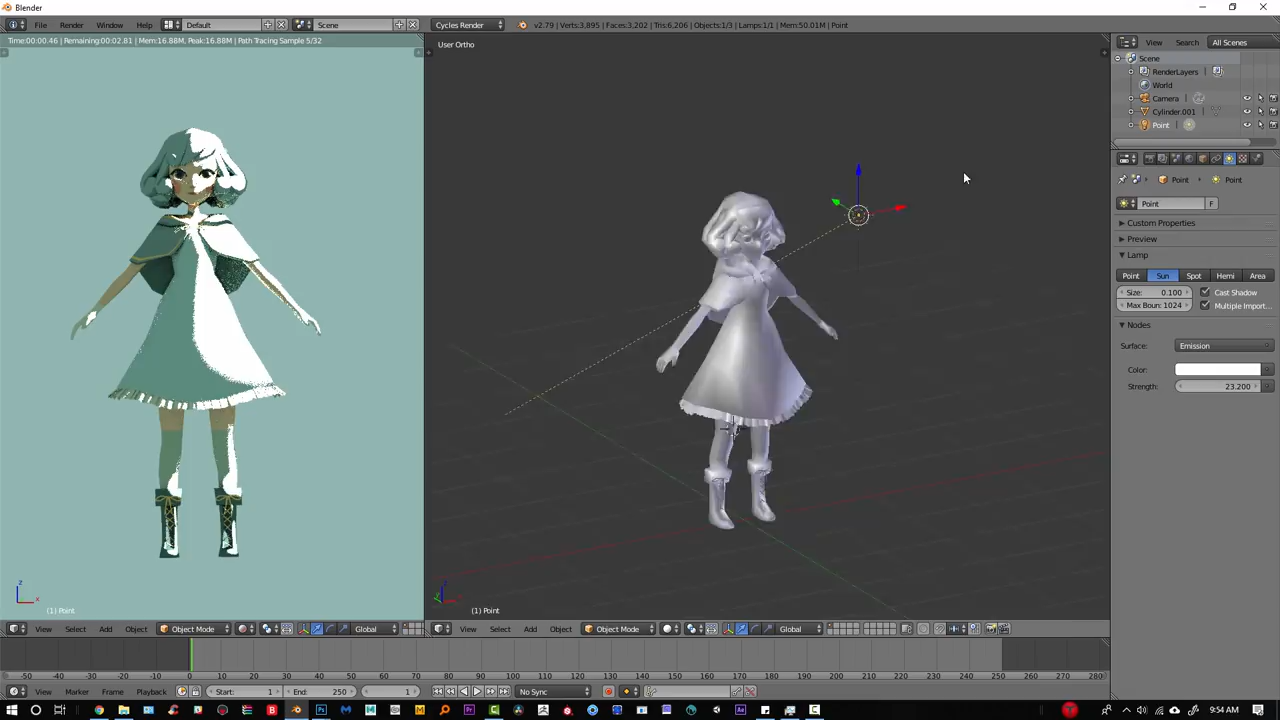 Blender
File Render Window Help Default Scene Cycles Render v2.79 | Verts:3,895 | Faces:3,202 | Tris:6,206 | Objects:1/3 | Lamps:1/1 | Mem:50.01M | Point
Time:00:00.46 | Remaining:00:02.81 | Mem:16.88M, Peak:16.88M | Path Tracing Sample 5/32
User Ortho
View Search All Scenes
Scene
RenderLayers
World
Camera
Cylinder.001
Point
Point Point
Point F
Custom Properties
Preview
Lamp
Point Sun Spot Hemi Area
Size: 0.100 Cast Shadow
Max Boun: 1024 Multiple Import...
Nodes
Surface: Emission
Color:
Strength: 23.200
z
x
(1) Point
z
(1) Point
View Select Add Object Object Mode Global
View Select Add Object Object Mode Global
-50 -40 -30 -20 -10 0 10 20 30 40 50 60 70 80 90 100 110 120 130 140 150 160 170 180 190 200 210 220 230 240 250 260 270 280
View Marker Frame Playback Start: 1 End: 250 1 No Sync
9:54 AM